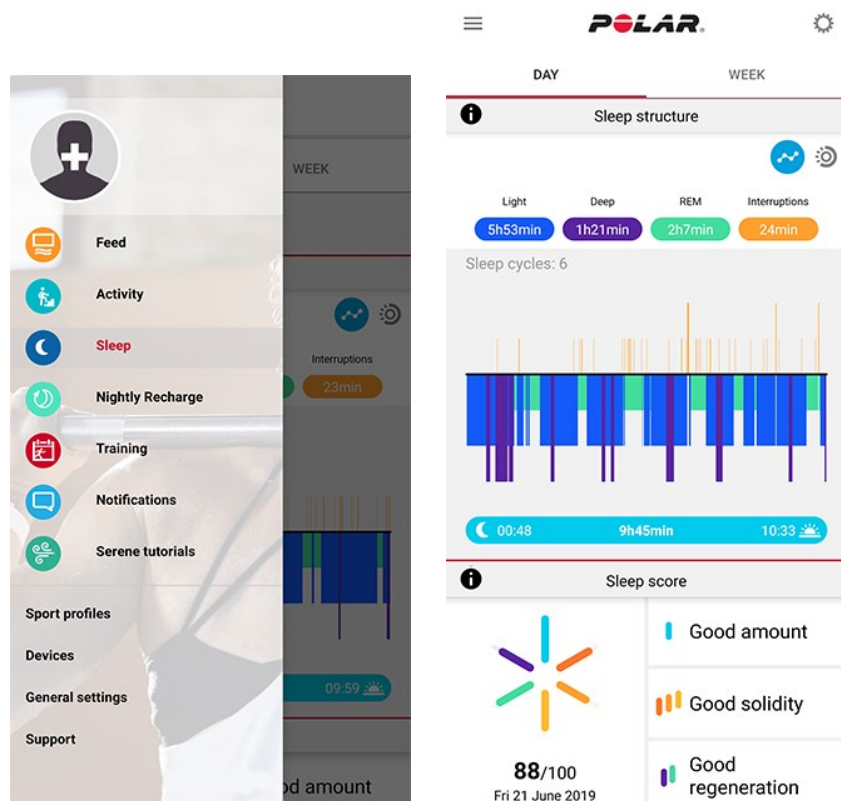 WEEK
Feed
Activity
Sleep
Interruptions
Nightly Recharge
23min
Training
Notifications
Serene tutorials
Sport profiles
Devices
General settings
09:59
Support
od amount
POLAR.
DAY WEEK
Sleep structure
Light Deep REM Interruptions
5h53min 1h21min 2h7min 24min
Sleep cycles: 6
00:48 9h45min 10:33
Sleep score
Good amount
Good solidity
88/100
Fri 21 June 2019
Good
regeneration